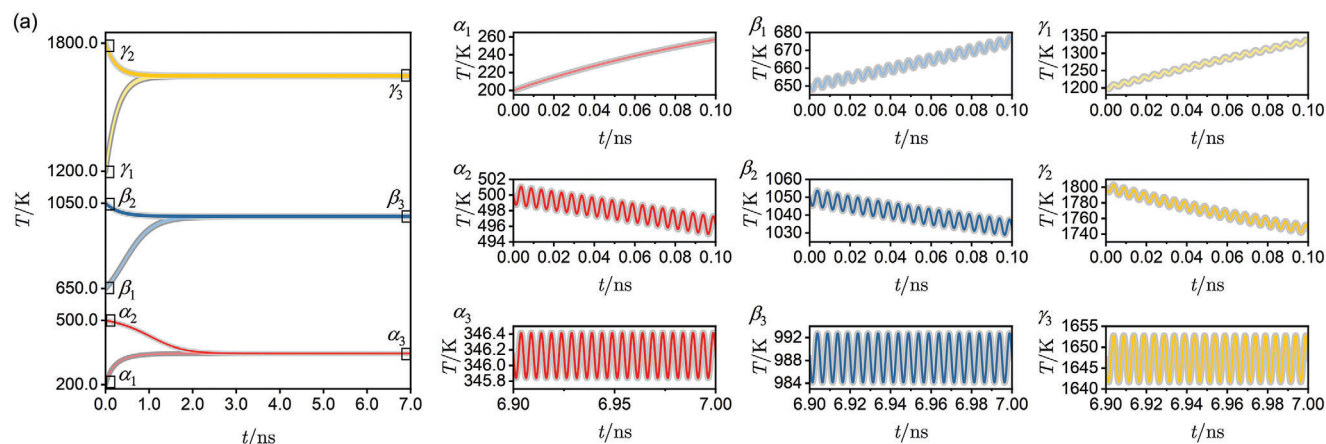 (a)
T/K
1800.0
1200.0
1050.0
650.0
500.0
200.0
γ2
γ1
γ3
β2
β1
β3
α2
α1
α3
0.0 1.0 2.0 3.0 4.0 5.0 6.0 7.0
t/ns
α1
T/K
260
240
220
200
0.00 0.02 0.04 0.06 0.08 0.10
t/ns
β1
T/K
680
670
660
650
0.00 0.02 0.04 0.06 0.08 0.10
t/ns
γ1
T/K
1350
1300
1250
1200
0.00 0.02 0.04 0.06 0.08 0.10
t/ns
α2
T/K
502
500
498
496
494
0.00 0.02 0.04 0.06 0.08 0.10
t/ns
β2
T/K
1060
1050
1040
1030
0.00 0.02 0.04 0.06 0.08 0.10
t/ns
γ2
T/K
1800
1780
1760
1730
0.00 0.02 0.04 0.06 0.08 0.10
t/ns
α3
T/K
346.4
346.2
346.0
345.8
6.90 6.95 7.00
t/ns
β3
T/K
992
988
984
6.90 6.92 6.94 6.96 6.98 7.00
t/ns
γ3
T/K
1655
1650
1645
1640
6.90 6.92 6.94 6.96 6.98 7.00
t/ns